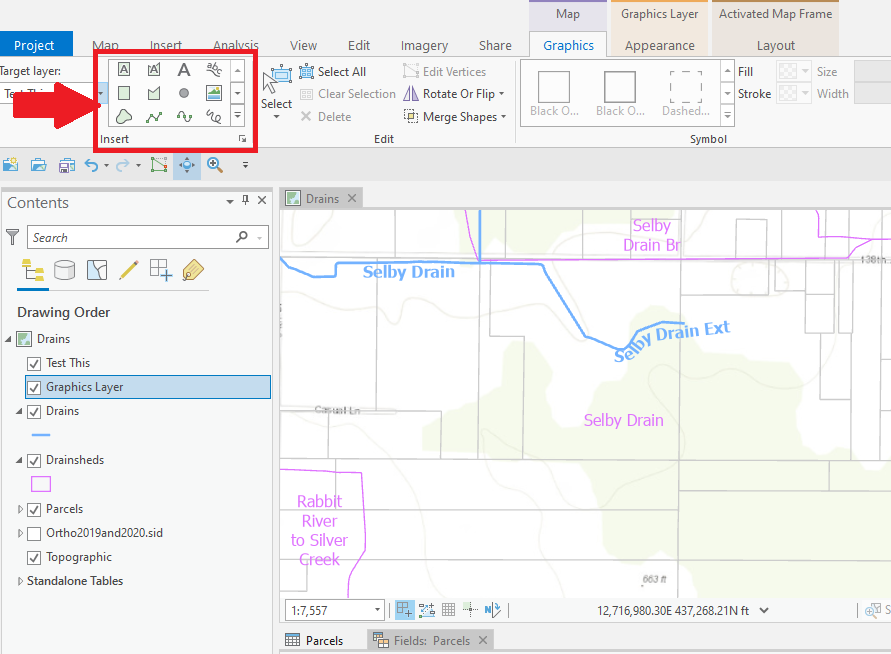 Map
Graphics Layer
Activated Map Frame
Project
Map
Insert
Analysis
View
Edit
Imagery
Share
Graphics
Appearance
Layout
Target layer:
Insert
Select
Select All
Clear Selection
Delete
Edit Vertices
Rotate Or Flip
Merge Shapes
Edit
Black O...
Black O...
Dashed...
Fill
Stroke
Size
Width
Symbol
Contents
Search
Drawing Order
Drains
Test This
Graphics Layer
Drains
Drainsheds
Parcels
Ortho2019and2020.sid
Topographic
Standalone Tables
Drains
Selby
Drain Br
138th
Selby Drain
Selby Drain Ext
Casual Ln
Selby Drain
Rabbit
River
to Silver
Creek
663 ft
1:7,557
12,716,980.30E 437,268.21N ft
Parcels
Fields: Parcels